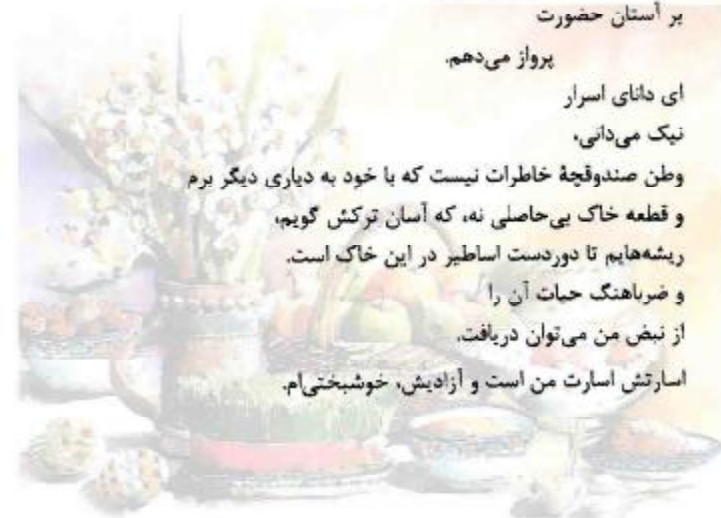 بر آستان حضورت
پرواز می‌دهم.
ای دانای اسرار
نیک می‌دانی،
وطن صندوقچهٔ خاطرات نیست که با خود به دیاری دیگر برم
و قطعه خاک بی‌حاصلی نه، که آسان ترکش گویم،
ریشه‌هایم تا دوردست اساطیر در این خاک است.
و ضرباهنگ حیات آن را
از نبض من می‌توان دریافت.
اسارتش اسارت من است و آزادیش، خوشبختی‌ام.